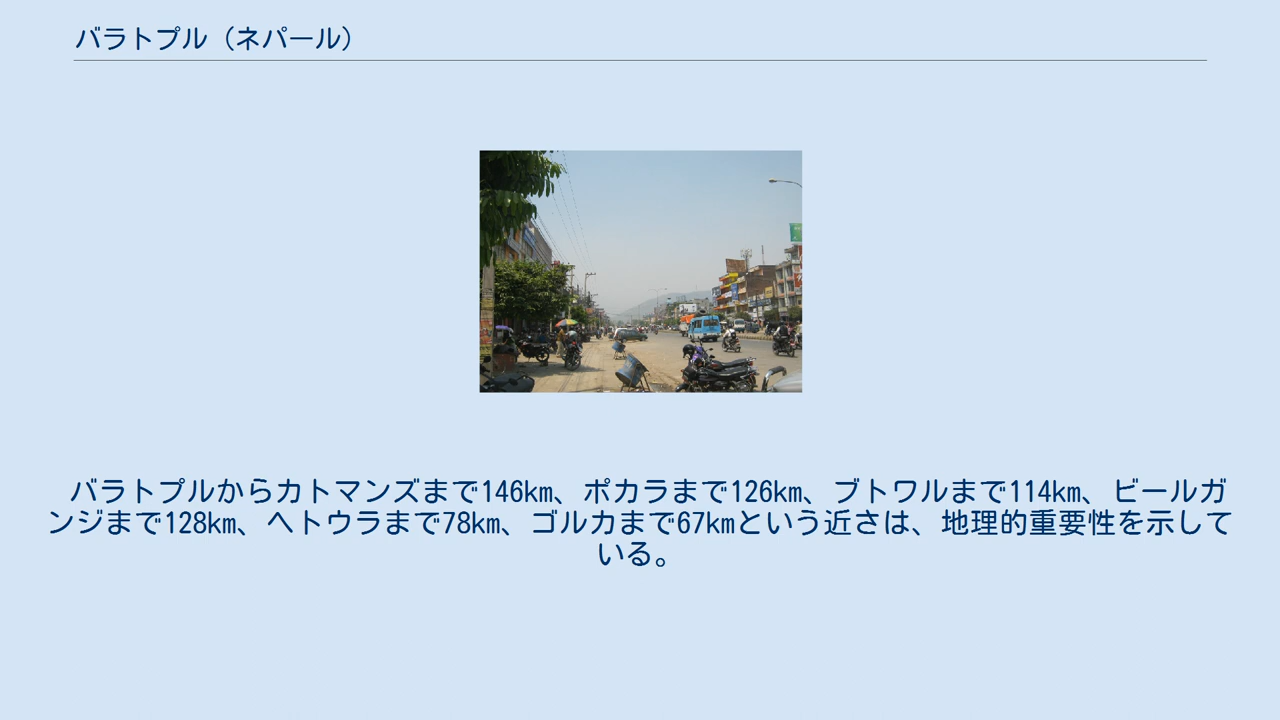 バラトプル（ネパール）
バラトプルからカトマンズまで146km、ポカラまで126km、ブトワルまで114km、ビールガ
ンジまで128km、ヘトウラまで78km、ゴルカまで67kmという近さは、地理的重要性を示して
いる。